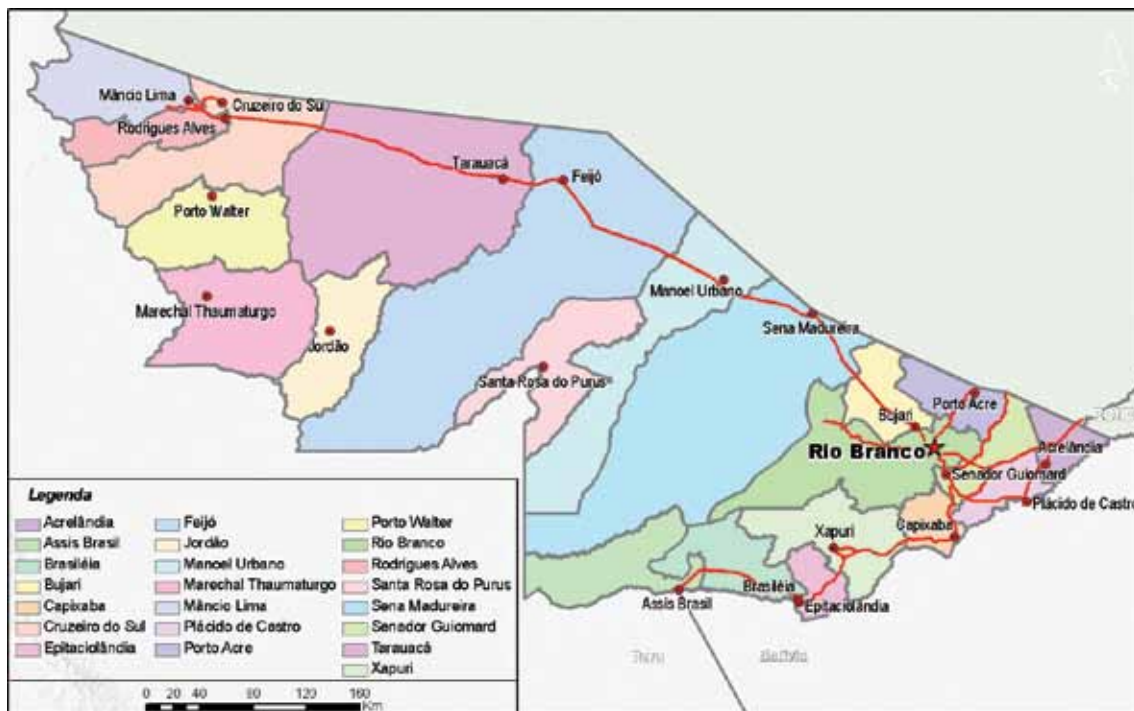 Mâncio Lima
Cruzeiro do Sul
Rodrigues Alves
Tarauacá
Feijó
Porto Walter
Manoel Urbano
Marechal Thaumaturgo
Sena Madureira
Jordão
Santa Rosa do Purus
Porto Acre
Bujari
Rio Branco
Acrelândia
Senador Guiomard
Plácido de Castro
Capixaba
Xapuri
Brasiléia
Assis Brasil
Epitaciolândia
Legenda
Acrelândia
Assis Brasil
Brasiléia
Bujari
Capixaba
Cruzeiro do Sul
Epitaciolândia
Feijó
Jordão
Manoel Urbano
Marechal Thaumaturgo
Mâncio Lima
Plácido de Castro
Porto Acre
Porto Walter
Rio Branco
Rodrigues Alves
Santa Rosa do Purus
Sena Madureira
Senador Guiomard
Tarauacá
Xapuri
0 20 40 80 120 160
Km